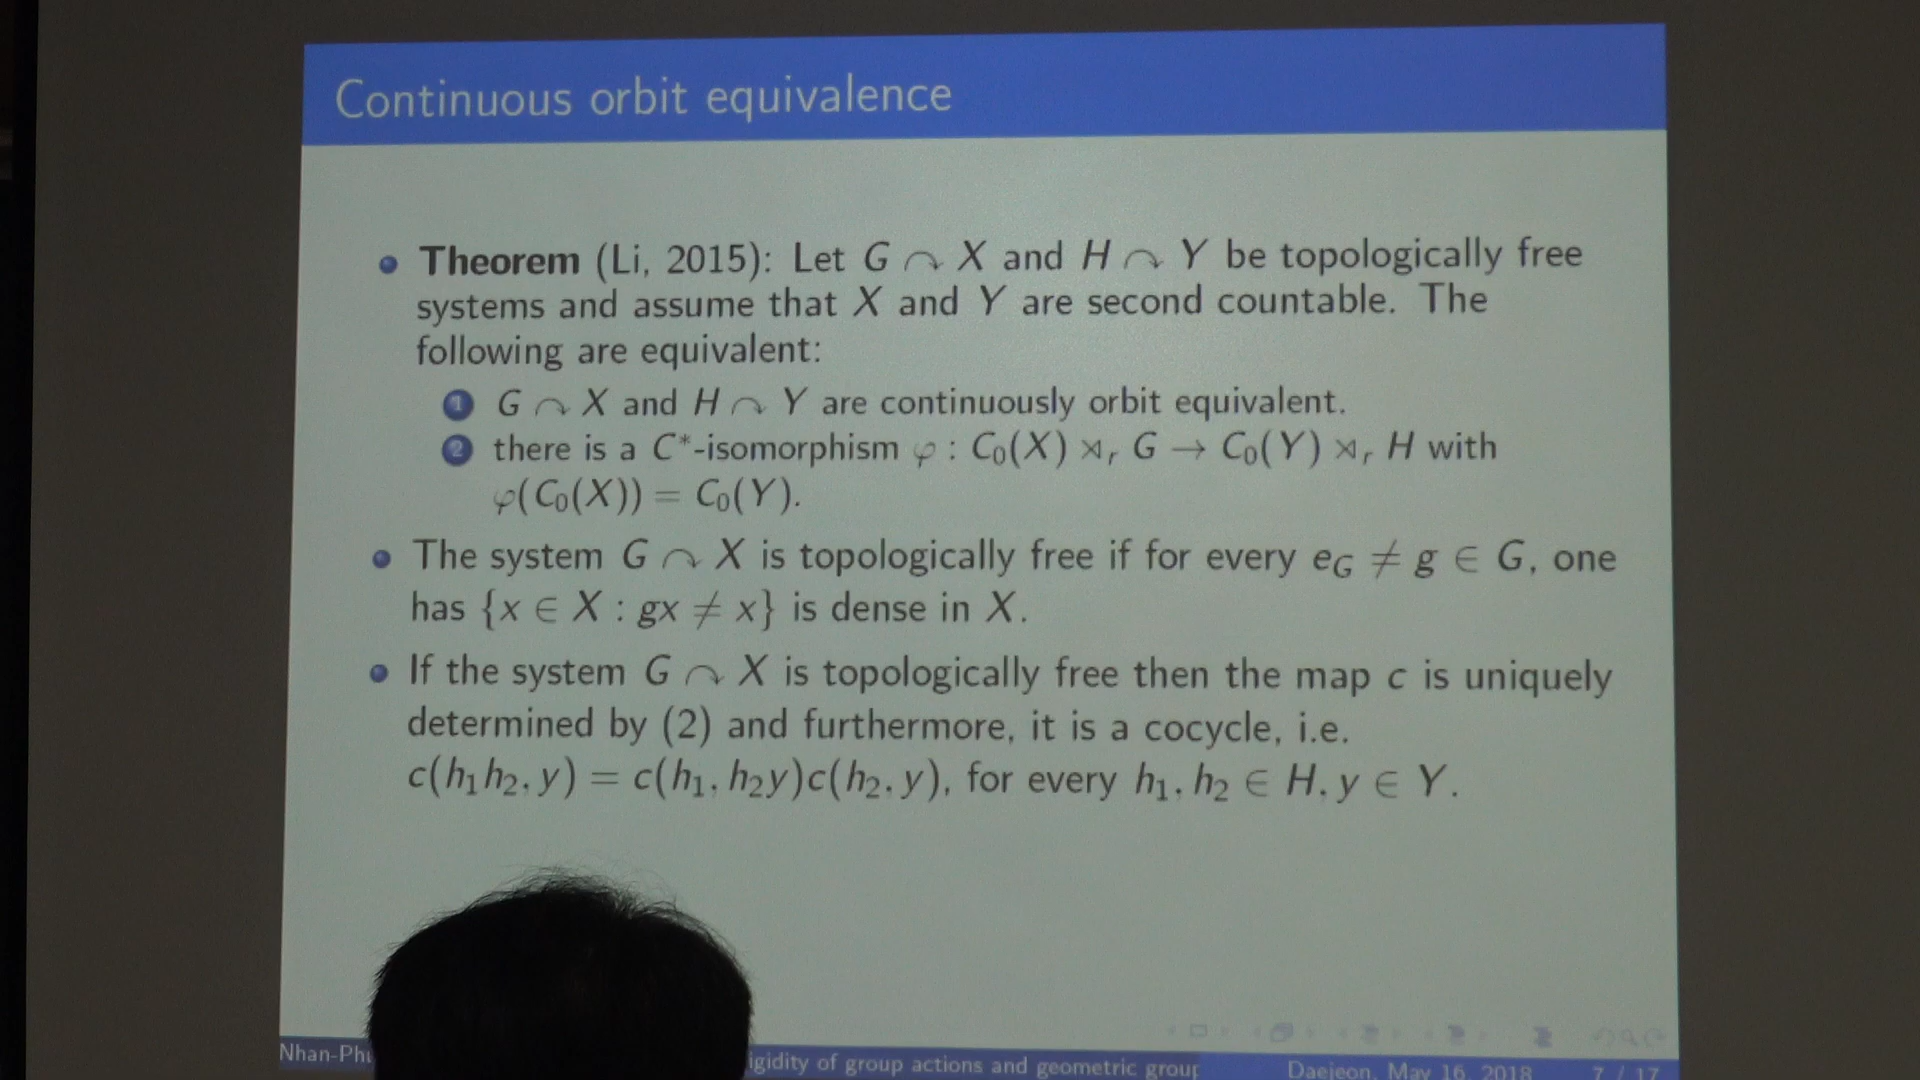 Continuous orbit equivalence
• Theorem (Li, 2015): Let G ↷ X and H ↷ Y be topologically free
systems and assume that X and Y are second countable. The
following are equivalent:
1 G ↷ X and H ↷ Y are continuously orbit equivalent.
2 there is a C*-isomorphism φ : C₀(X) ⋊ᵣ G → C₀(Y) ⋊ᵣ H with
φ(C₀(X)) = C₀(Y).
• The system G ↷ X is topologically free if for every e_G ≠ g ∈ G, one
has {x ∈ X : gx ≠ x} is dense in X.
• If the system G ↷ X is topologically free then the map c is uniquely
determined by (2) and furthermore, it is a cocycle, i.e.
c(h₁h₂, y) = c(h₁, h₂y)c(h₂, y), for every h₁, h₂ ∈ H, y ∈ Y.
Nhan-Phu
igidity of group actions and geometric group
Daejeon, May 16, 2018 7 / 17